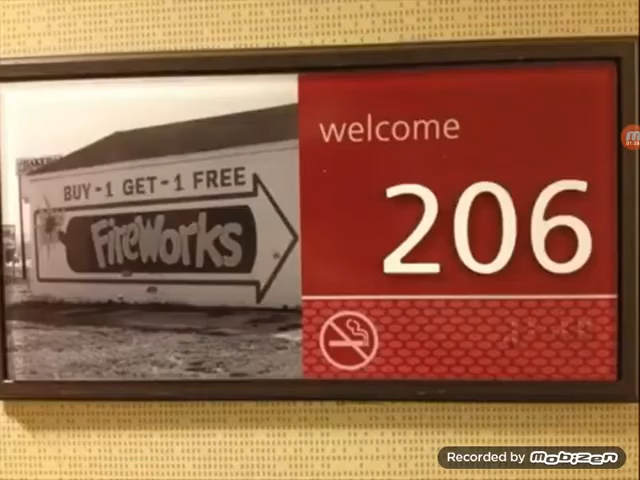 BUY-1 GET-1 FREE
FireWorks
welcome
206
Recorded by Mobizen